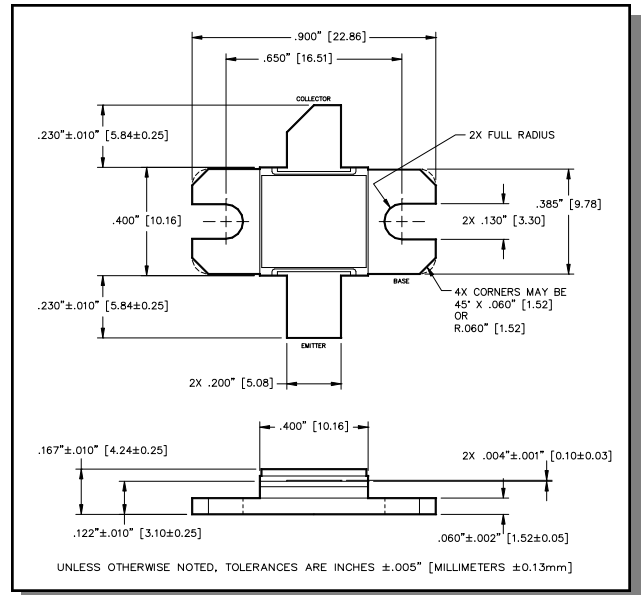 .900" [22.86]
.650" [16.51]
COLLECTOR
.230"±.010" [5.84±0.25]
2X FULL RADIUS
.385" [9.78]
.400" [10.16]
2X .130" [3.30]
BASE
.230"±.010" [5.84±0.25]
4X CORNERS MAY BE
45° X .060" [1.52]
OR
R.060" [1.52]
EMITTER
2X .200" [5.08]
.400" [10.16]
.167"±.010" [4.24±0.25]
2X .004"±.001" [0.10±0.03]
.122"±.010" [3.10±0.25]
.060"±.002" [1.52±0.05]
UNLESS OTHERWISE NOTED, TOLERANCES ARE INCHES ±.005" [MILLIMETERS ±0.13mm]